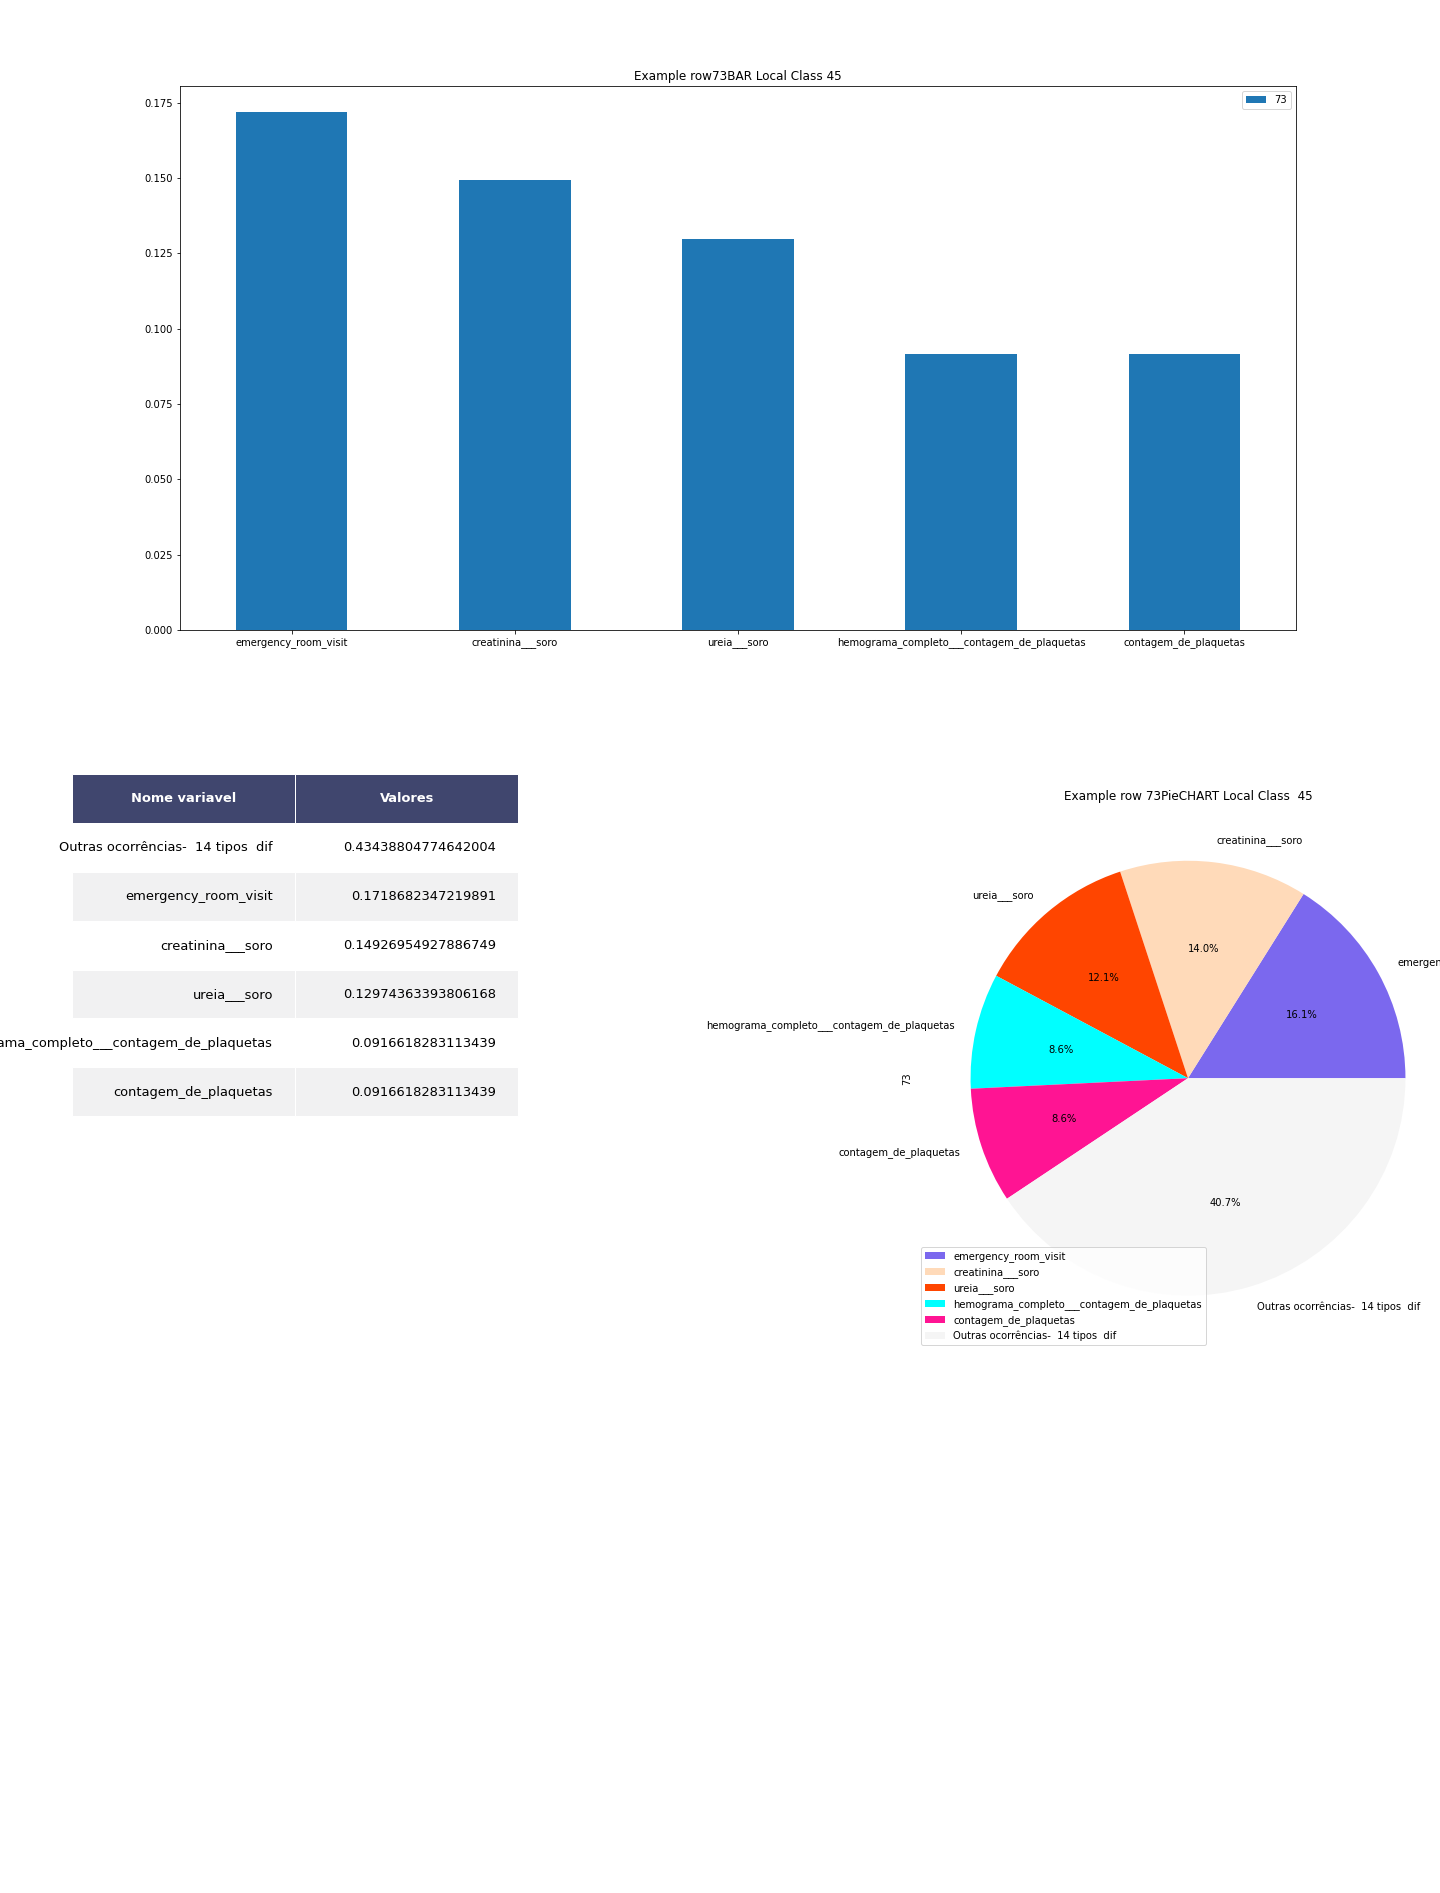 Example row73BAR Local Class 45
73
0.175
0.150
0.125
0.100
0.075
0.050
0.025
0.000
emergency_room_visit
creatinina___soro
ureia___soro
hemograma_completo___contagem_de_plaquetas
contagem_de_plaquetas
Nome variavel Valores
Outras ocorrências-  14 tipos  dif 0.43438804774642004
emergency_room_visit 0.1718682347219891
creatinina___soro 0.14926954927886749
ureia___soro 0.12974363393806168
ama_completo___contagem_de_plaquetas 0.0916618283113439
contagem_de_plaquetas 0.0916618283113439
Example row 73PieCHART Local Class  45
creatinina___soro
ureia___soro
14.0%
emergen
12.1%
16.1%
hemograma_completo___contagem_de_plaquetas
8.6%
73
8.6%
contagem_de_plaquetas
40.7%
emergency_room_visit
creatinina___soro
ureia___soro
hemograma_completo___contagem_de_plaquetas
contagem_de_plaquetas
Outras ocorrências-  14 tipos  dif
Outras ocorrências-  14 tipos  dif